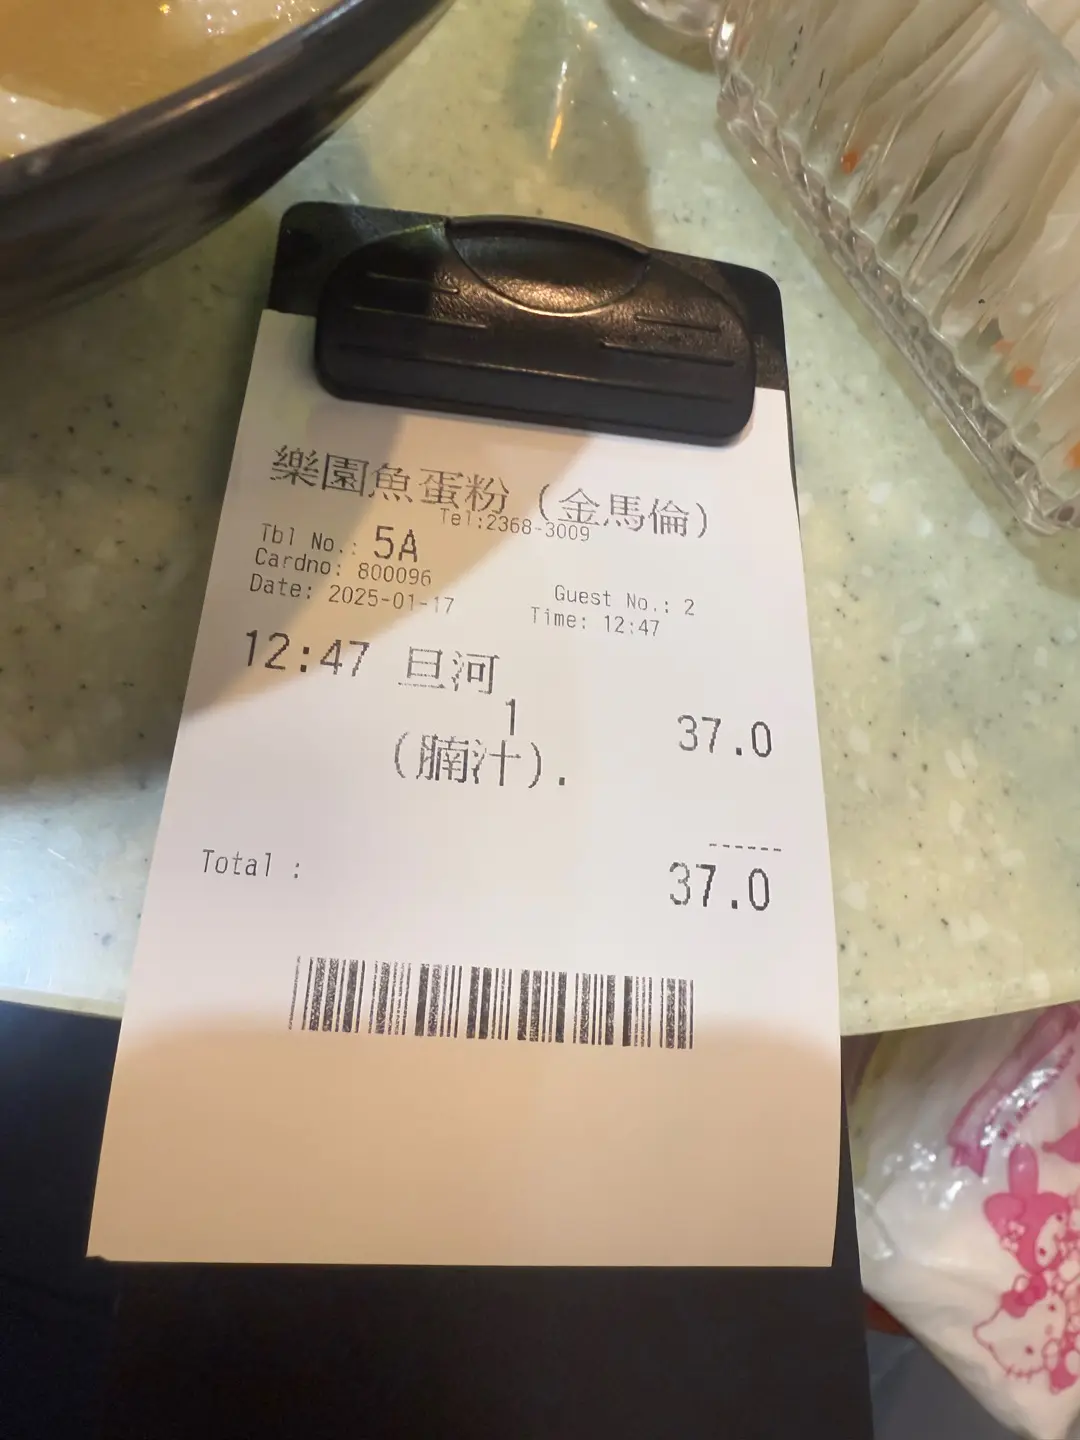 樂園魚蛋粉（金馬倫）
Tel:2368-3009
Tbl No.: 5A
Cardno: 800096
Guest No.: 2
Date: 2025-01-17 Time: 12:47
12:47 旦河
1 37.0
（腩汁）.
------
Total : 37.0